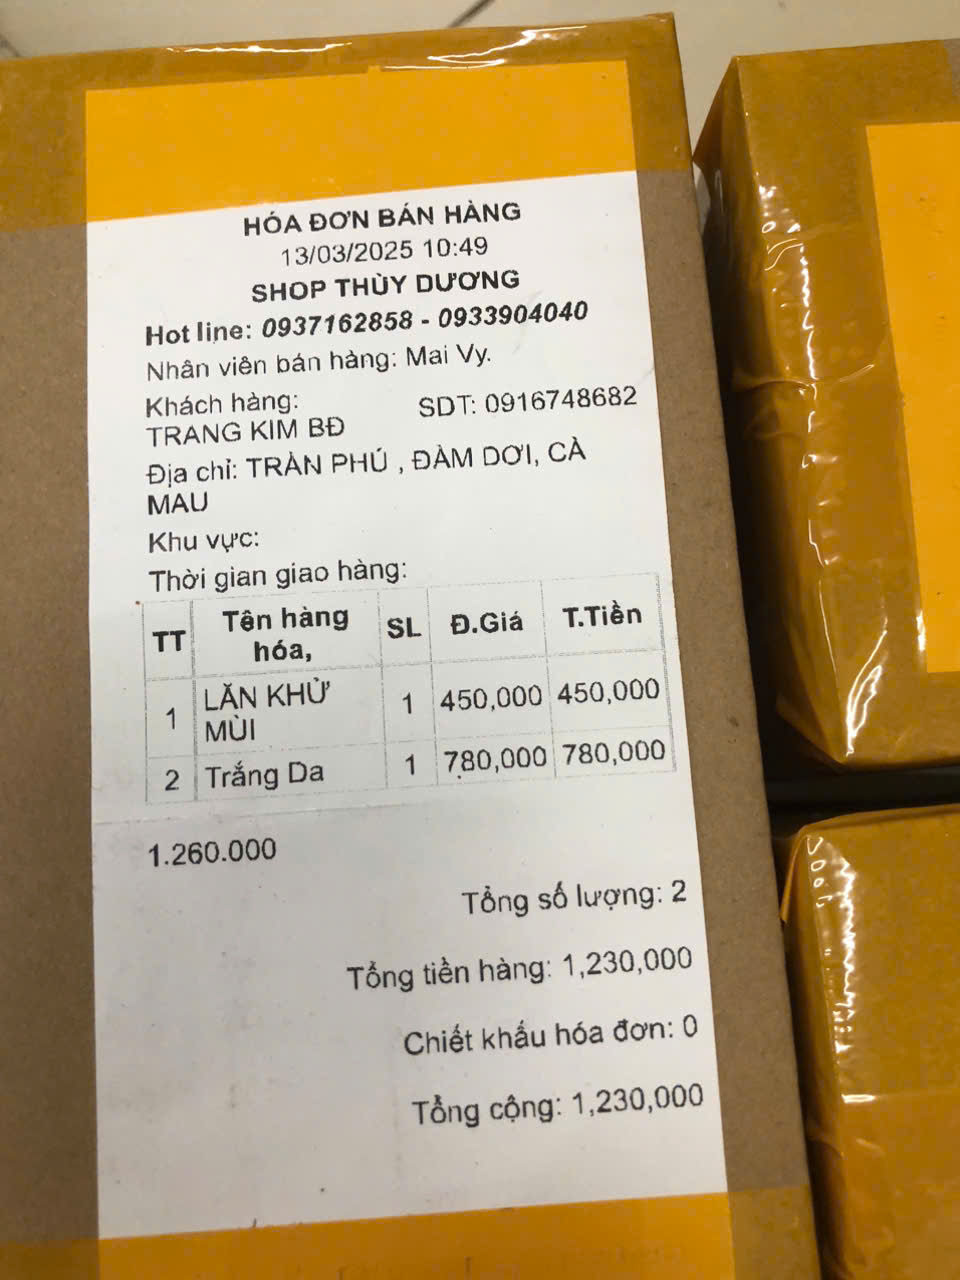 HÓA ĐƠN BÁN HÀNG
13/03/2025 10:49
SHOP THÙY DƯƠNG
Hot line: 0937162858 - 0933904040
Nhân viên bán hàng: Mai Vy.
Khách hàng: SDT: 0916748682
TRANG KIM BĐ
Địa chỉ: TRẦN PHÚ , ĐẦM DƠI, CÀ
MAU
Khu vực:
Thời gian giao hàng:
TT Tên hàng hóa, SL Đ.Giá T.Tiền
1 LĂN KHỬ MÙI 1 450,000 450,000
2 Trắng Da 1 780,000 780,000
1.260.000
Tổng số lượng: 2
Tổng tiền hàng: 1,230,000
Chiết khấu hóa đơn: 0
Tổng cộng: 1,230,000